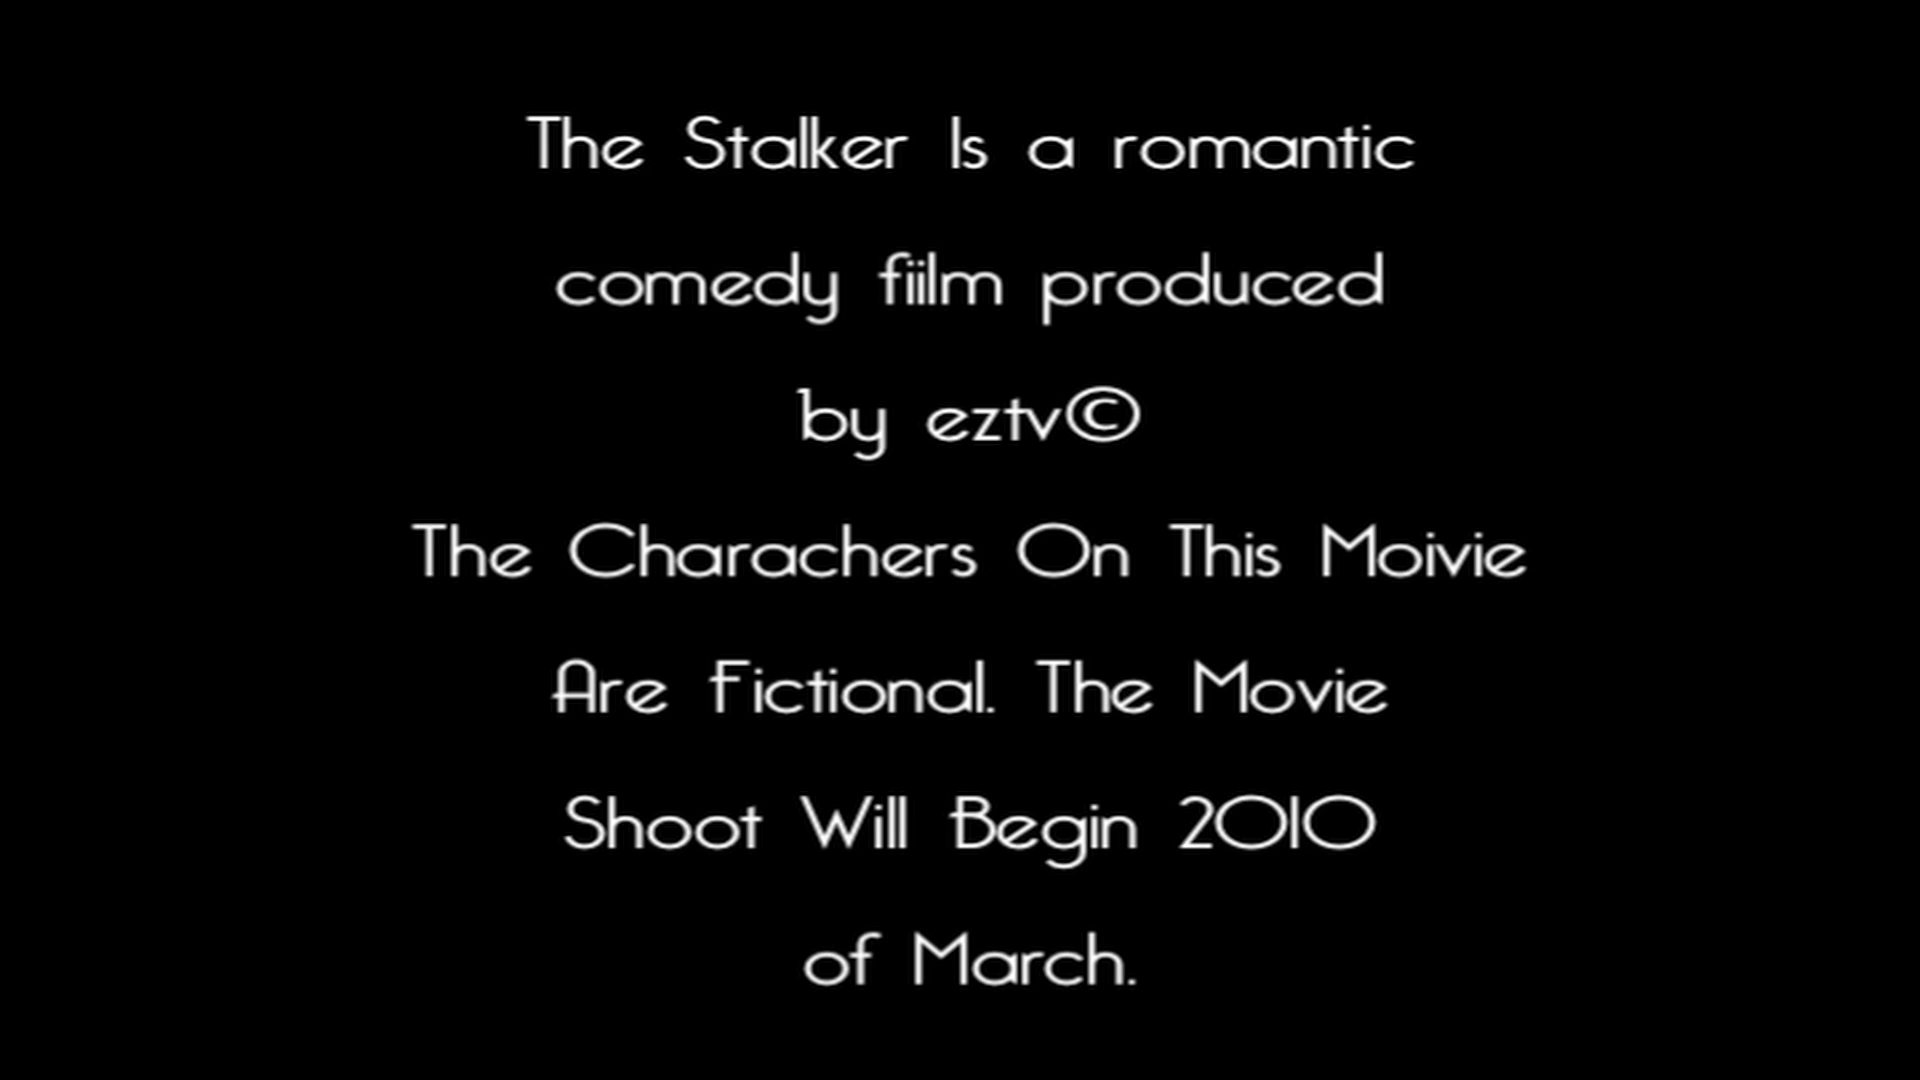 The Stalker Is a romantic
comedy fiilm produced
by eztv©
The Charachers On This Moivie
Are Fictional. The Movie
Shoot Will Begin 2010
of March.